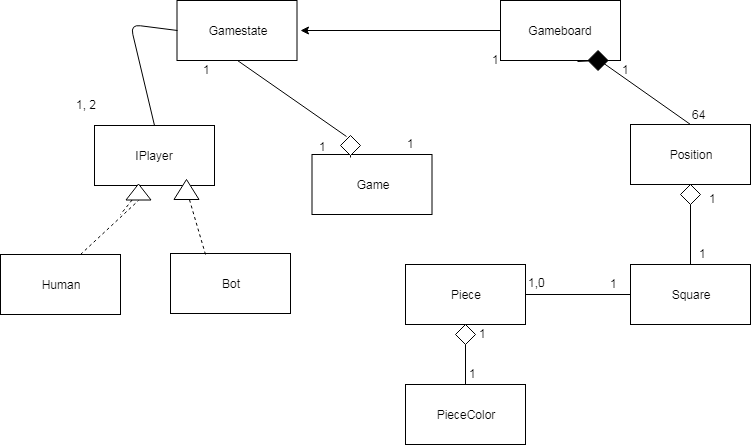 Gamestate
Gameboard
1
1
1
1, 2
64
IPlayer
1
1
Position
Game
1
Human
Bot
1
Piece
1,0
1
Square
1
1
PieceColor